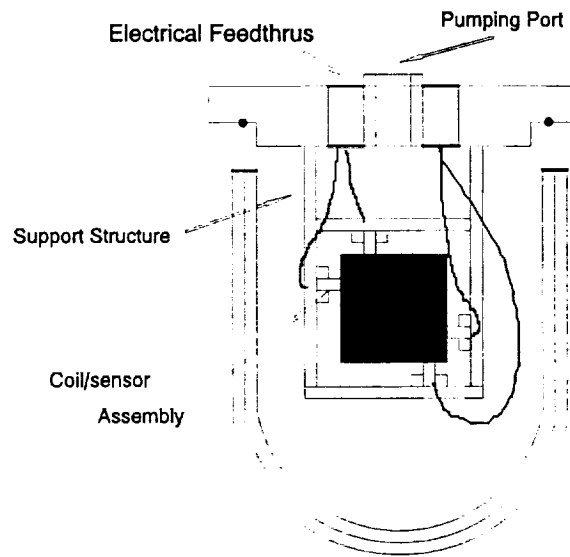 Pumping Port
Electrical Feedthrus
Support Structure
Coil/sensor
Assembly